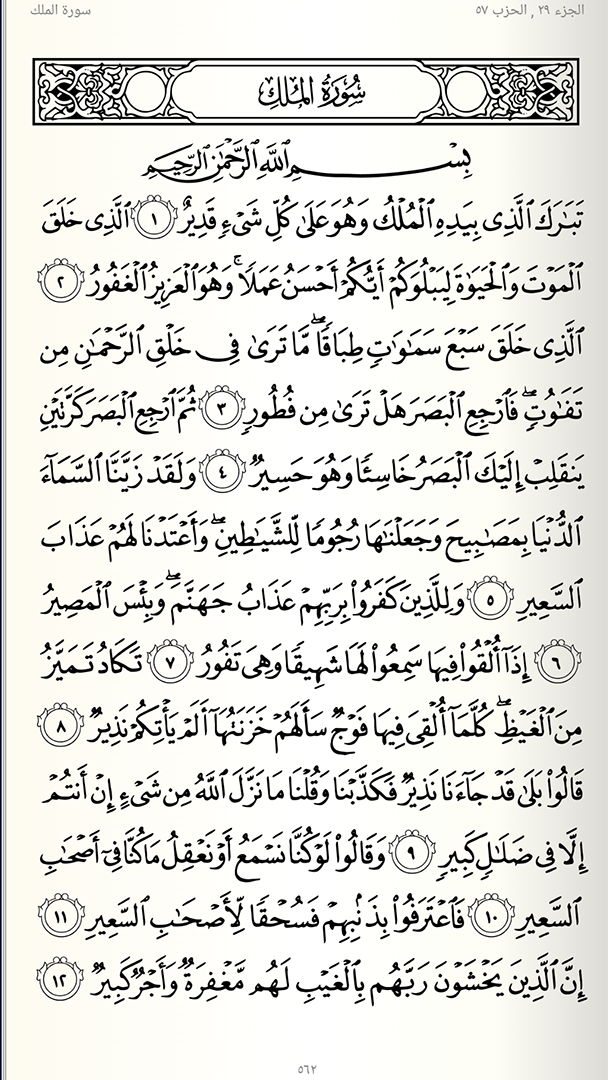 الجزء ٢٩ , الحزب ٥٧ سورة الملك
سُورَةُ المُلْكِ
بِسْمِ ٱللَّهِ ٱلرَّحْمَٰنِ ٱلرَّحِيمِ
تَبَٰرَكَ ٱلَّذِى بِيَدِهِ ٱلْمُلْكُ وَهُوَ عَلَىٰ كُلِّ شَىْءٍ قَدِيرٌ ١ ٱلَّذِى خَلَقَ
ٱلْمَوْتَ وَٱلْحَيَوٰةَ لِيَبْلُوَكُمْ أَيُّكُمْ أَحْسَنُ عَمَلًا ۚ وَهُوَ ٱلْعَزِيزُ ٱلْغَفُورُ ٢
ٱلَّذِى خَلَقَ سَبْعَ سَمَٰوَٰتٍ طِبَاقًا ۖ مَّا تَرَىٰ فِى خَلْقِ ٱلرَّحْمَٰنِ مِن
تَفَٰوُتٍ ۖ فَٱرْجِعِ ٱلْبَصَرَ هَلْ تَرَىٰ مِن فُطُورٍ ٣ ثُمَّ ٱرْجِعِ ٱلْبَصَرَ كَرَّتَيْنِ
يَنقَلِبْ إِلَيْكَ ٱلْبَصَرُ خَاسِئًا وَهُوَ حَسِيرٌ ٤ وَلَقَدْ زَيَّنَّا ٱلسَّمَآءَ
ٱلدُّنْيَا بِمَصَٰبِيحَ وَجَعَلْنَٰهَا رُجُومًا لِّلشَّيَٰطِينِ ۖ وَأَعْتَدْنَا لَهُمْ عَذَابَ
ٱلسَّعِيرِ ٥ وَلِلَّذِينَ كَفَرُوا۟ بِرَبِّهِمْ عَذَابُ جَهَنَّمَ ۖ وَبِئْسَ ٱلْمَصِيرُ
٦ إِذَآ أُلْقُوا۟ فِيهَا سَمِعُوا۟ لَهَا شَهِيقًا وَهِىَ تَفُورُ ٧ تَكَادُ تَمَيَّزُ
مِنَ ٱلْغَيْظِ ۖ كُلَّمَآ أُلْقِىَ فِيهَا فَوْجٌ سَأَلَهُمْ خَزَنَتُهَآ أَلَمْ يَأْتِكُمْ نَذِيرٌ ٨
قَالُوا۟ بَلَىٰ قَدْ جَآءَنَا نَذِيرٌ فَكَذَّبْنَا وَقُلْنَا مَا نَزَّلَ ٱللَّهُ مِن شَىْءٍ إِنْ أَنتُمْ
إِلَّا فِى ضَلَٰلٍ كَبِيرٍ ٩ وَقَالُوا۟ لَوْ كُنَّا نَسْمَعُ أَوْ نَعْقِلُ مَا كُنَّا فِىٓ أَصْحَٰبِ
ٱلسَّعِيرِ ١٠ فَٱعْتَرَفُوا۟ بِذَنۢبِهِمْ فَسُحْقًا لِّأَصْحَٰبِ ٱلسَّعِيرِ ١١
إِنَّ ٱلَّذِينَ يَخْشَوْنَ رَبَّهُم بِٱلْغَيْبِ لَهُم مَّغْفِرَةٌ وَأَجْرٌ كَبِيرٌ ١٢
٥٦٢